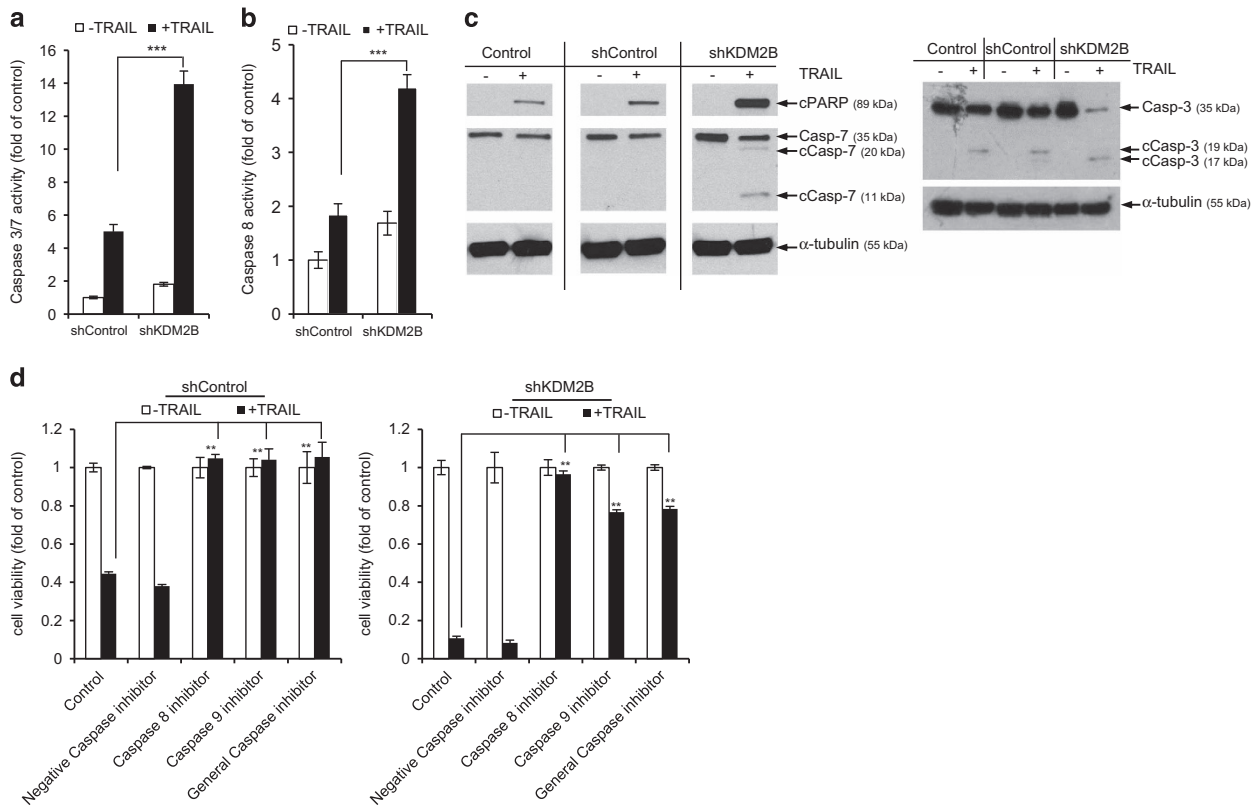 a
-TRAIL +TRAIL
***
Caspase 3/7 activity (fold of control)
16
14
12
10
8
6
4
2
0
shControl shKDM2B
b
-TRAIL +TRAIL
***
Caspase 8 activity (fold of control)
5
4
3
2
1
0
shControl shKDM2B
c
Control shControl shKDM2B
- + - + - + TRAIL
cPARP (89 kDa)
Casp-7 (35 kDa)
cCasp-7 (20 kDa)
cCasp-7 (11 kDa)
α-tubulin (55 kDa)
Control shControl shKDM2B
- + - + - + TRAIL
Casp-3 (35 kDa)
cCasp-3 (19 kDa)
cCasp-3 (17 kDa)
α-tubulin (55 kDa)
d
shControl
-TRAIL +TRAIL
** ** **
cell viability (fold of control)
1.2
1
0.8
0.6
0.4
0.2
0
Control
Negative Caspase inhibitor
Caspase 8 inhibitor
Caspase 9 inhibitor
General Caspase inhibitor
shKDM2B
-TRAIL +TRAIL
** ** **
cell viability (fold of control)
1.2
1
0.8
0.6
0.4
0.2
0
Control
Negative Caspase inhibitor
Caspase 8 inhibitor
Caspase 9 inhibitor
General Caspase inhibitor